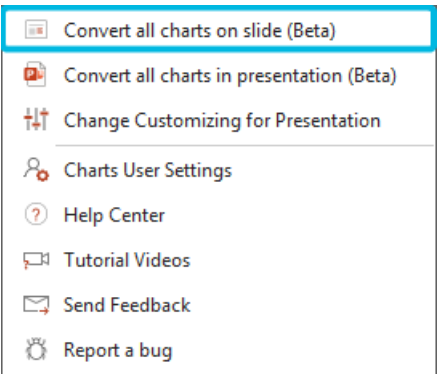 Convert all charts on slide (Beta)
Convert all charts in presentation (Beta)
Change Customizing for Presentation
Charts User Settings
Help Center
Tutorial Videos
Send Feedback
Report a bug